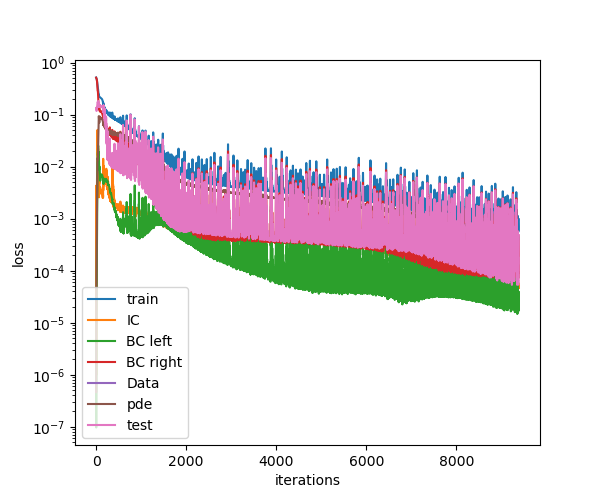 10⁰
10⁻¹
10⁻²
10⁻³
10⁻⁴
10⁻⁵
10⁻⁶
10⁻⁷
loss
train
IC
BC left
BC right
Data
pde
test
0 2000 4000 6000 8000
iterations